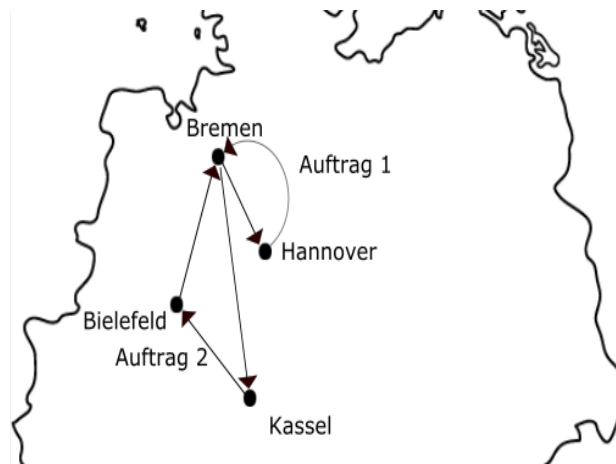 Bremen
Auftrag 1
Hannover
Bielefeld
Auftrag 2
Kassel